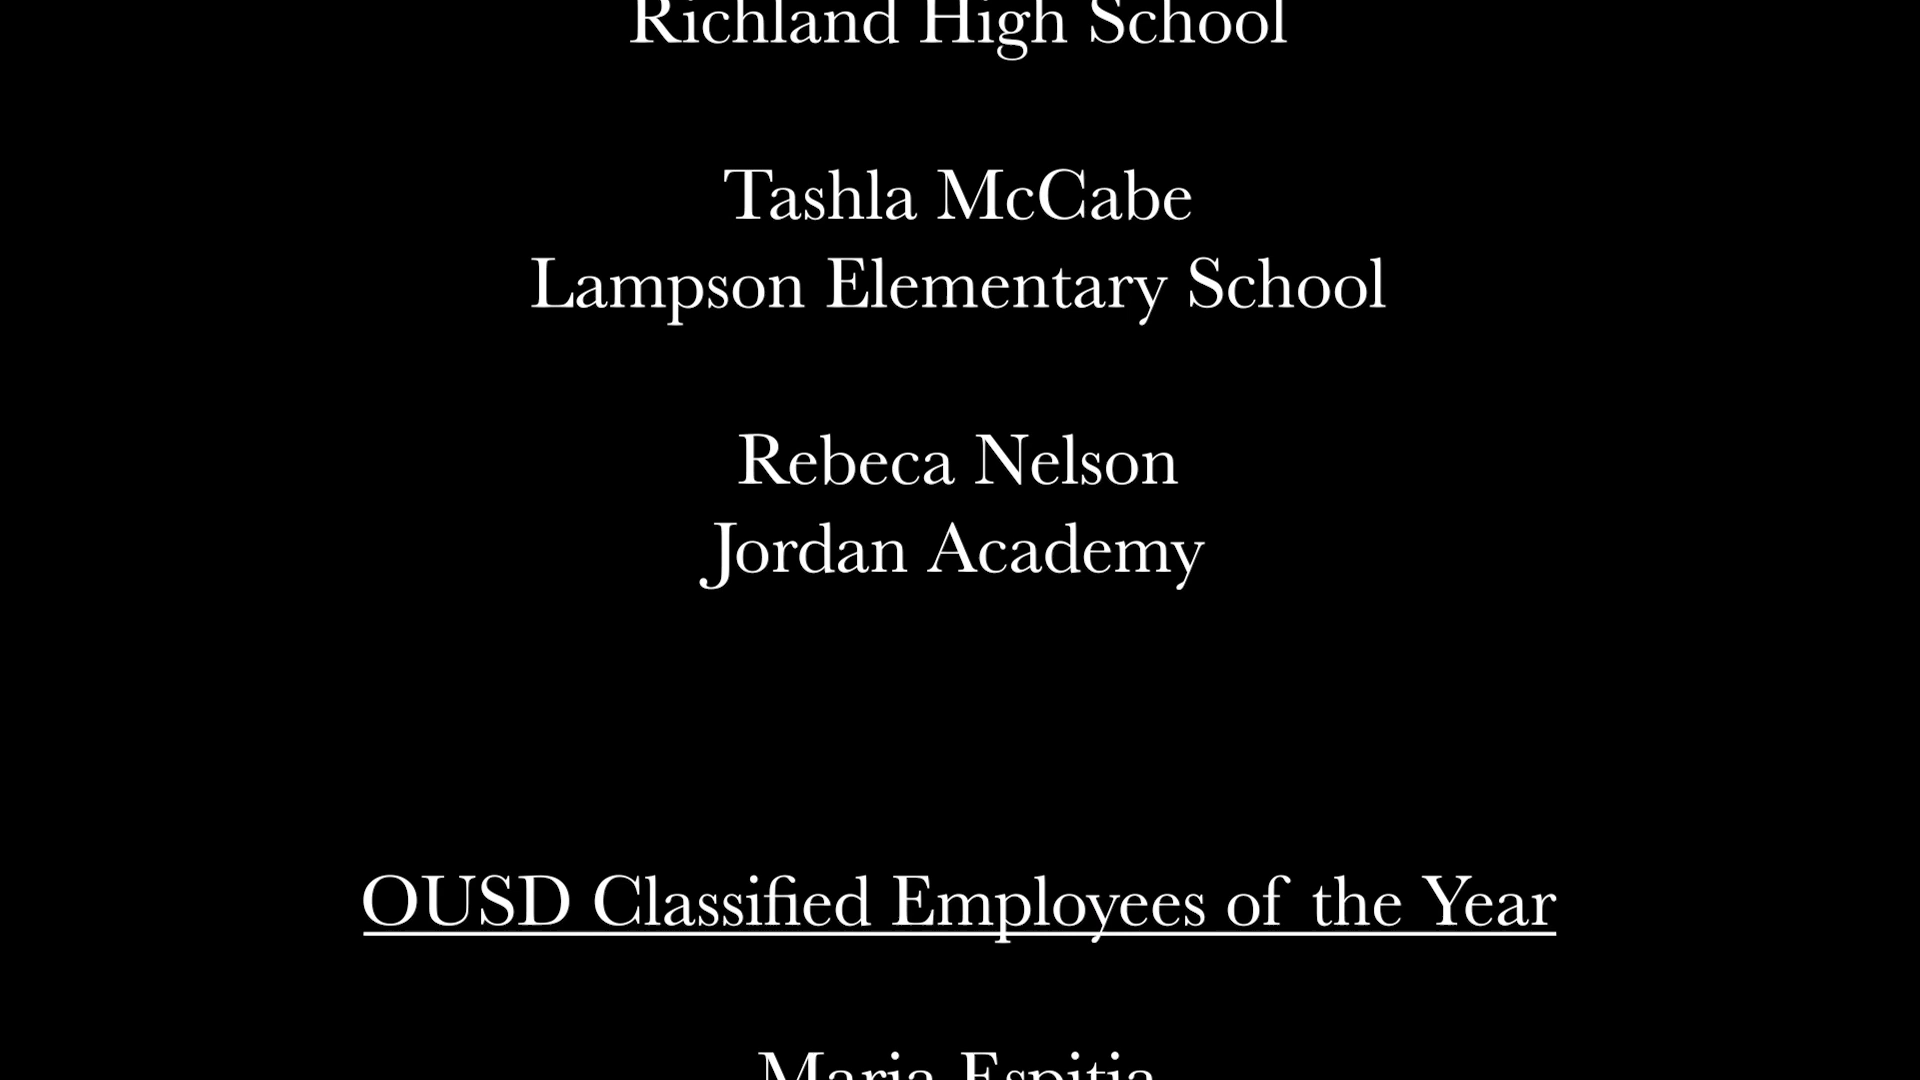 Richland High School
Tashla McCabe
Lampson Elementary School
Rebeca Nelson
Jordan Academy
OUSD Classified Employees of the Year
Maria Espitia